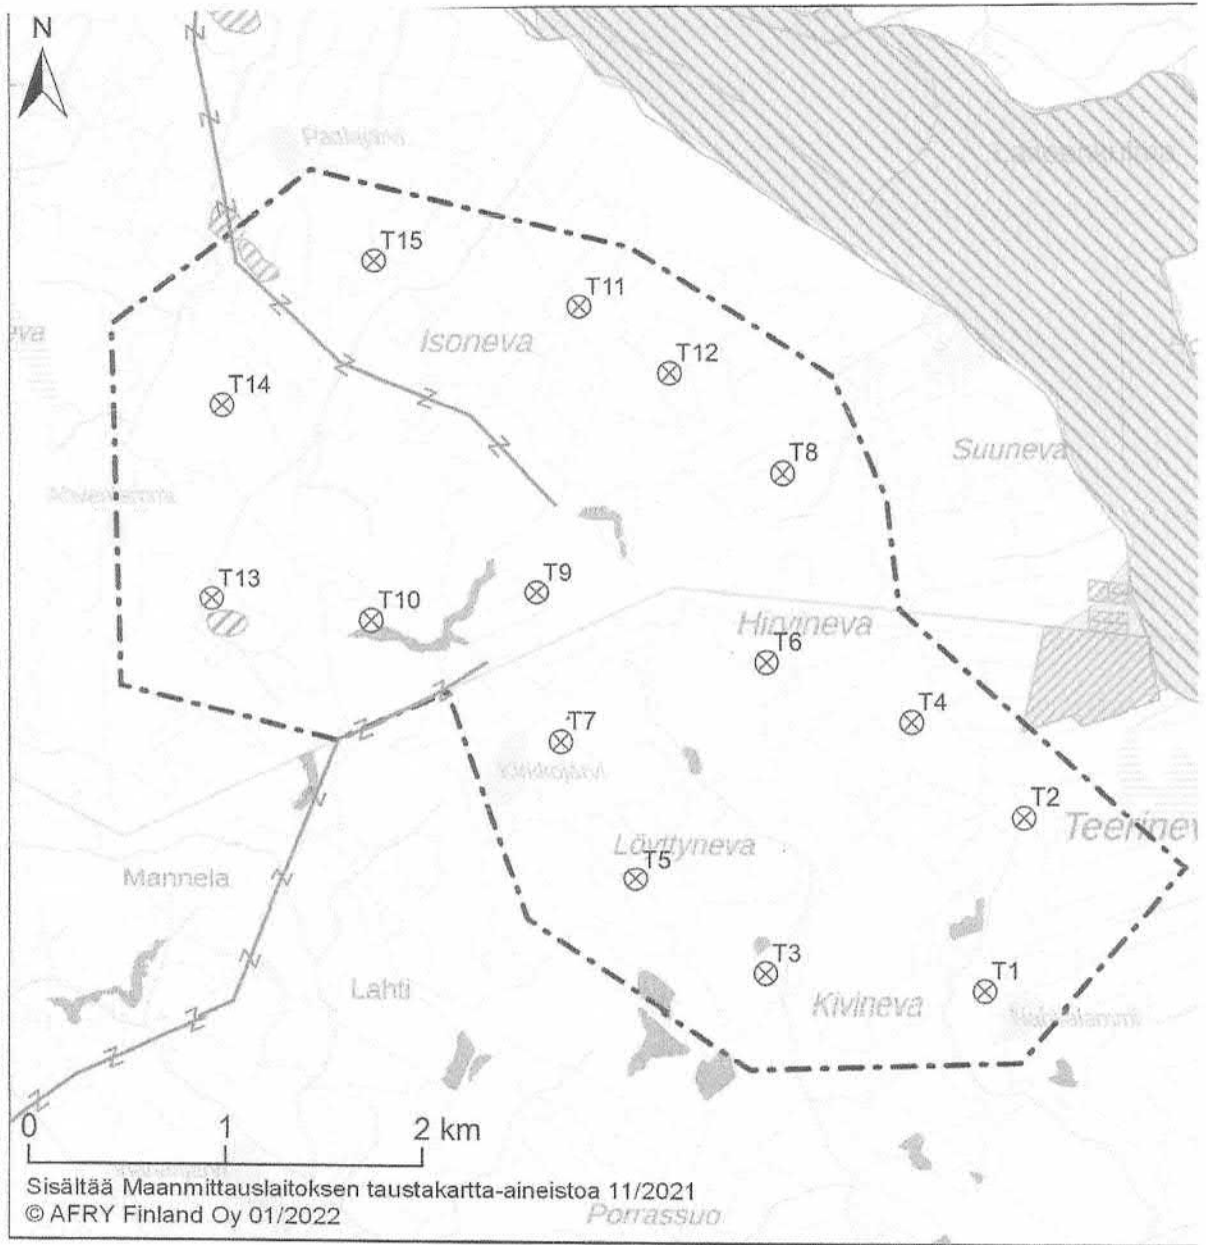 N
T15
T11
Isoneva
T12
T14
T8
Suuneva
T13
T10
T9
Hirvineva
T6
T4
T7
Kirkkojärvi
T2
Teerinev
Löyttyneva
T5
Mannela
T3
T1
Lahti
Kivineva
0 1 2 km
Sisältää Maanmittauslaitoksen taustakartta-aineistoa 11/2021
© AFRY Finland Oy 01/2022
Porrassuo